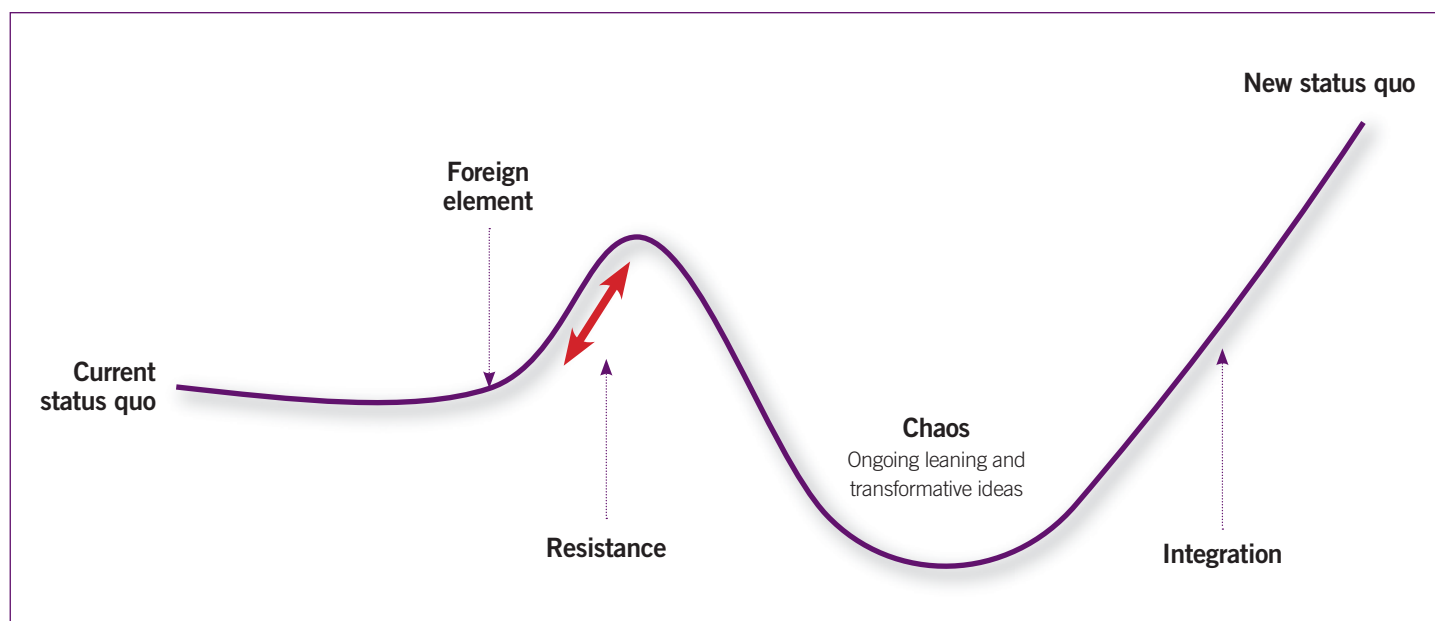 New status quo
Foreign
element
Current
status quo
Chaos
Ongoing leaning and
transformative ideas
Resistance
Integration